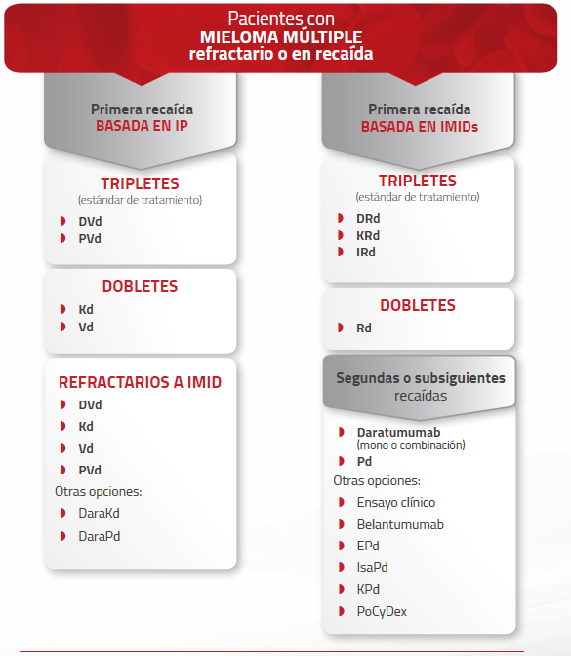 Pacientes con
MIELOMA MÚLTIPLE
refractario o en recaída
Primera recaída
BASADA EN IP
TRIPLETES
(estándar de tratamiento)
DVd
PVd
DOBLETES
Kd
Vd
REFRACTARIOS A IMID
DVd
Kd
Vd
PVd
Otras opciones:
DaraKd
DaraPd
Primera recaída
BASADA EN IMIDs
TRIPLETES
(estándar de tratamiento)
DRd
KRd
IRd
DOBLETES
Rd
Segundas o subsiguientes
recaídas
Daratumumab
(mono o combinación)
Pd
Otras opciones:
Ensayo clínico
Belantumumab
EPd
IsaPd
KPd
PoCyDex